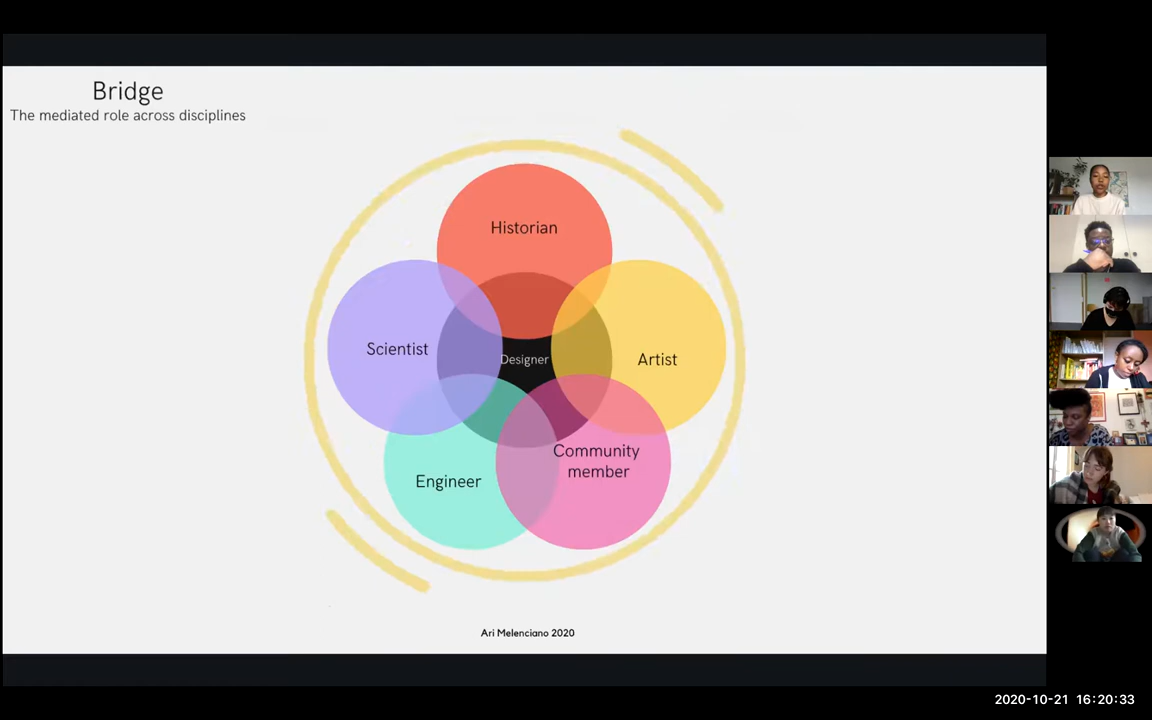 Bridge
The mediated role across disciplines
Historian
Scientist
Designer
Artist
Community
member
Engineer
Ari Melenciano 2020
2020-10-21 16:20:33